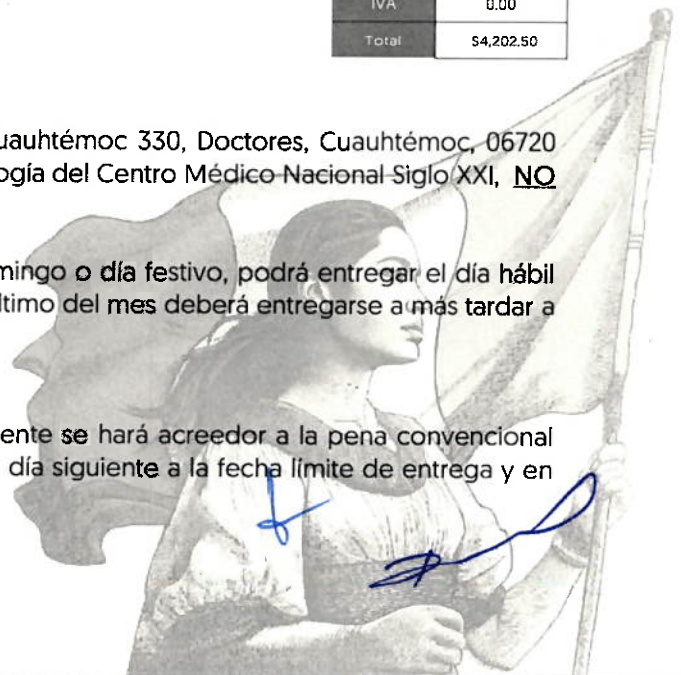 IVA 0.00
Total $4,202.50
uauhtémoc 330, Doctores, Cuauhtémoc, 06720
ogía del Centro Médico Nacional Siglo XXI, NO
mingo o día festivo, podrá entregar el día hábil
ltimo del mes deberá entregarse a más tardar a
ente se hará acreedor a la pena convencional
día siguiente a la fecha límite de entrega y en